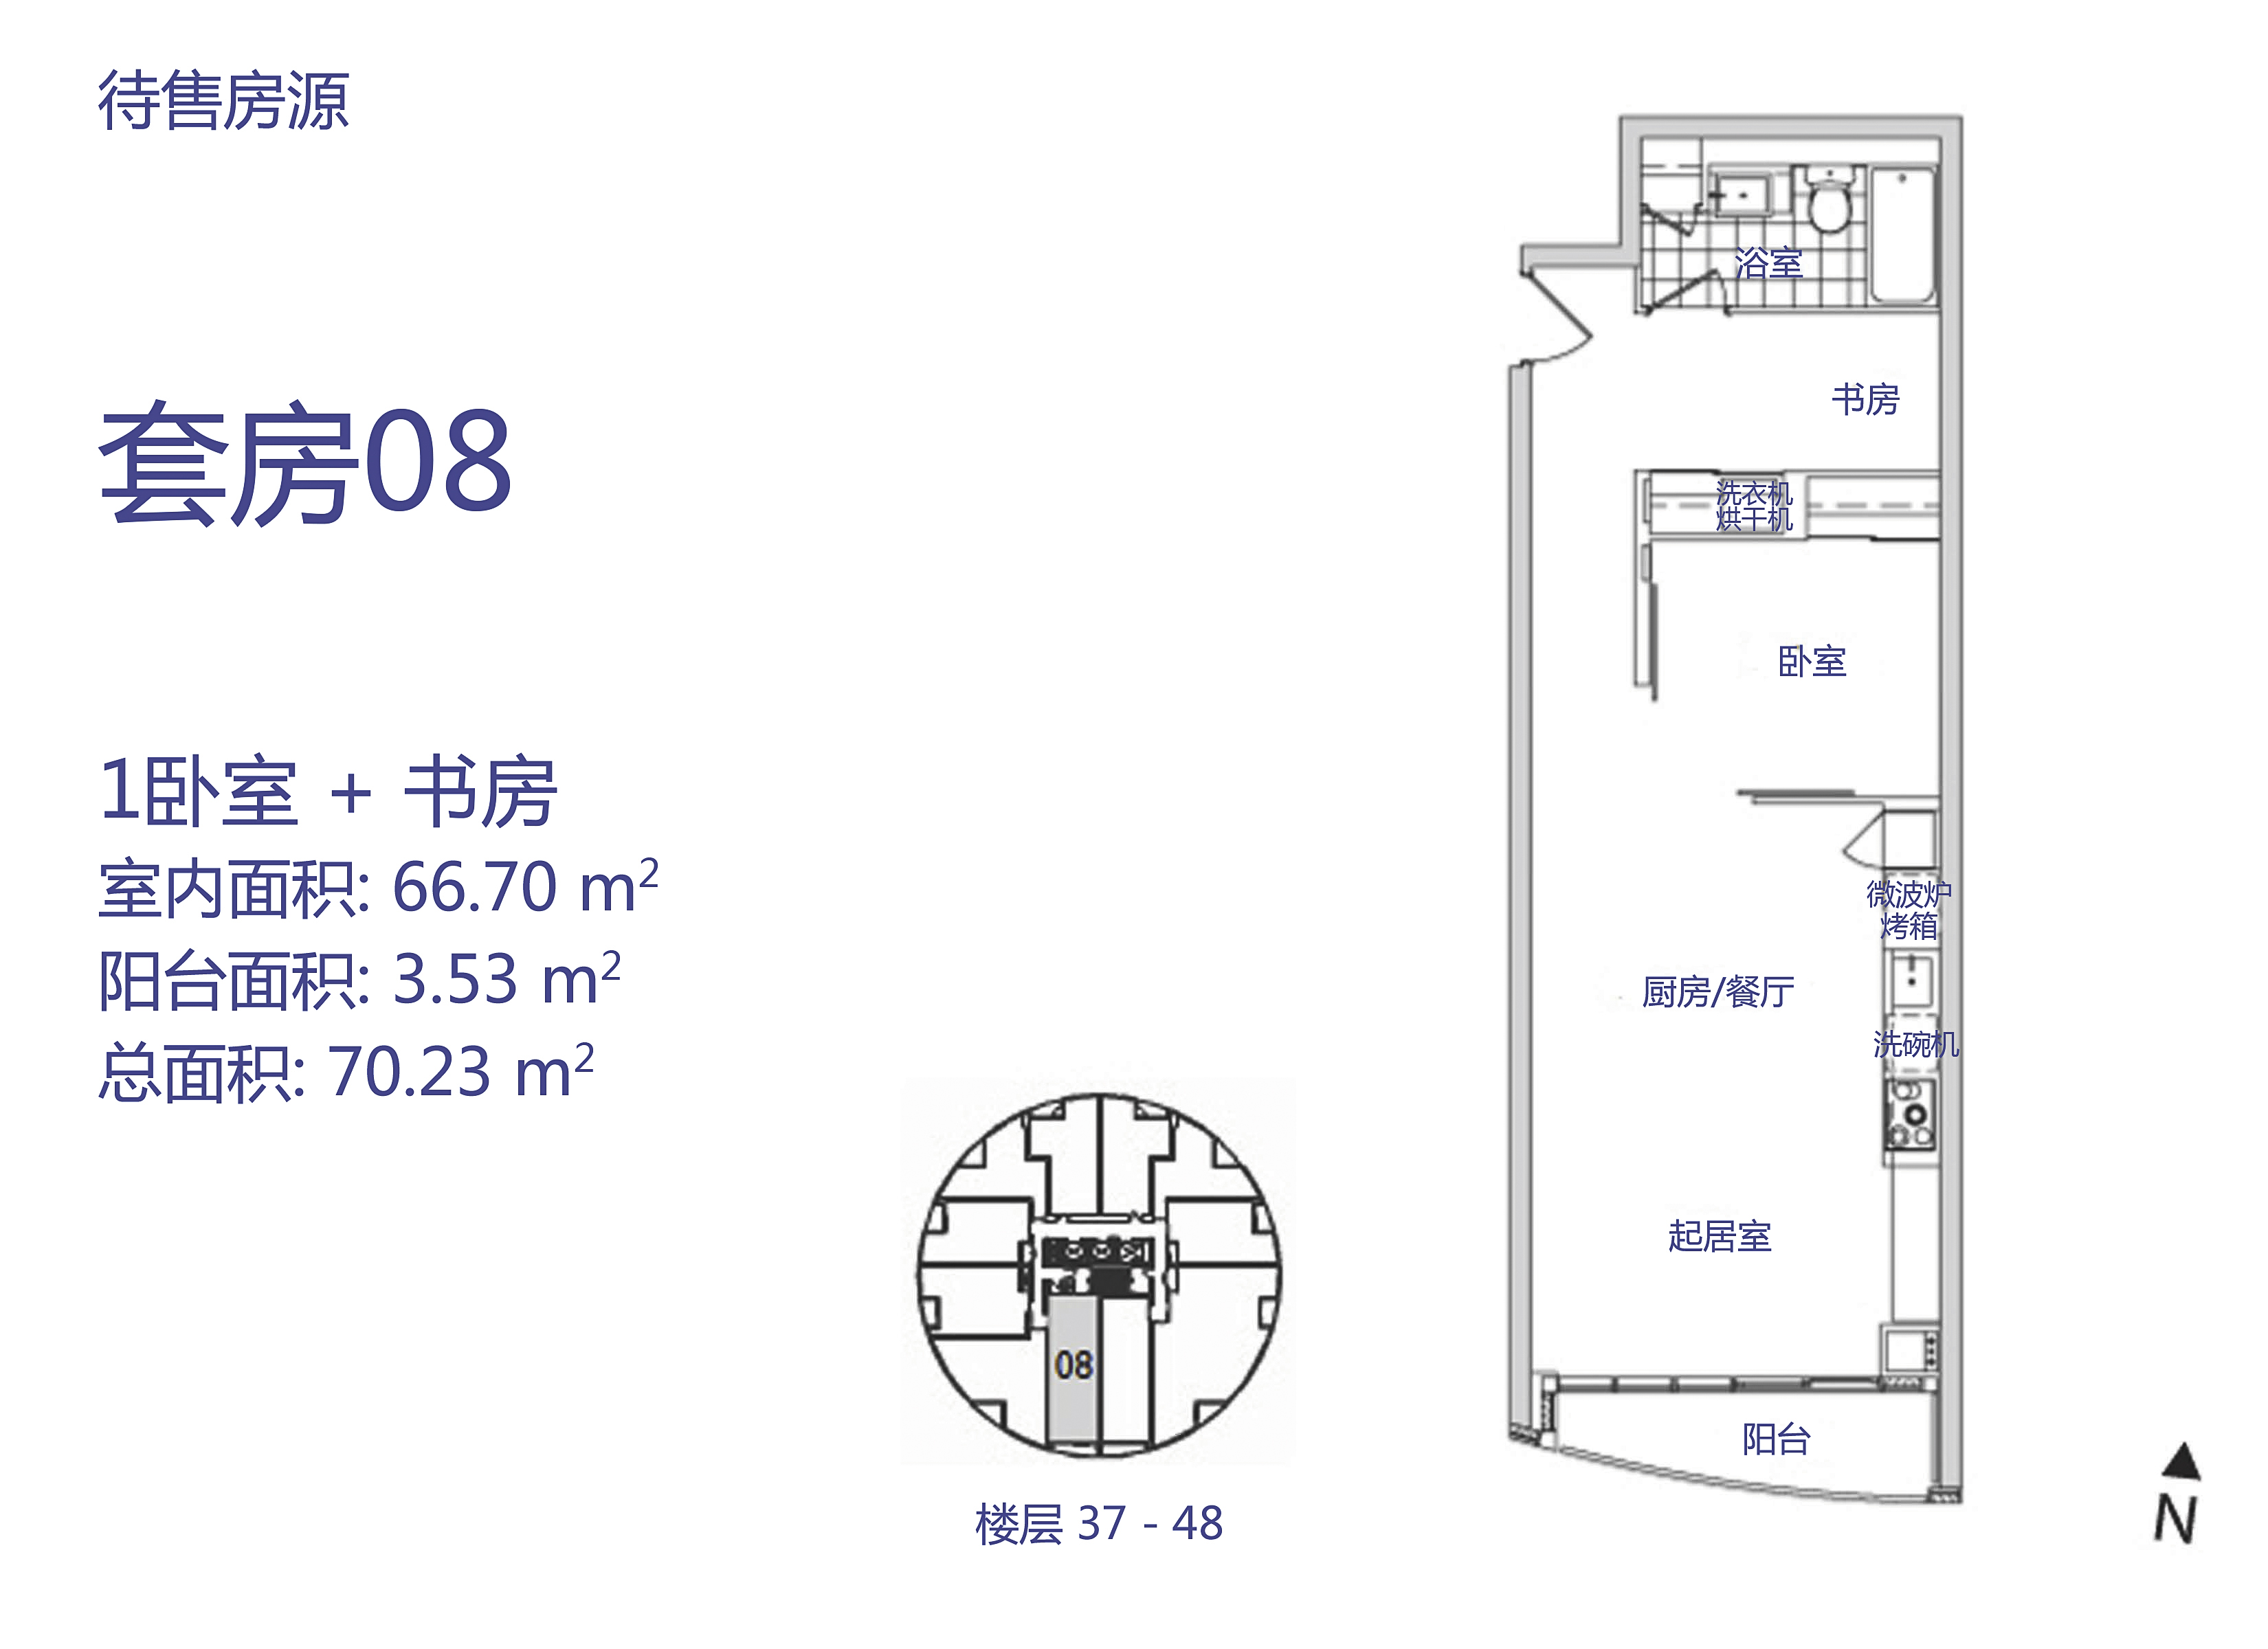 待售房源
套房08
1卧室 + 书房
室内面积: 66.70 m²
阳台面积: 3.53 m²
总面积: 70.23 m²
08
楼层 37 - 48
浴室
书房
洗衣机
烘干机
卧室
微波炉
烤箱
厨房/餐厅
洗碗机
起居室
阳台
N